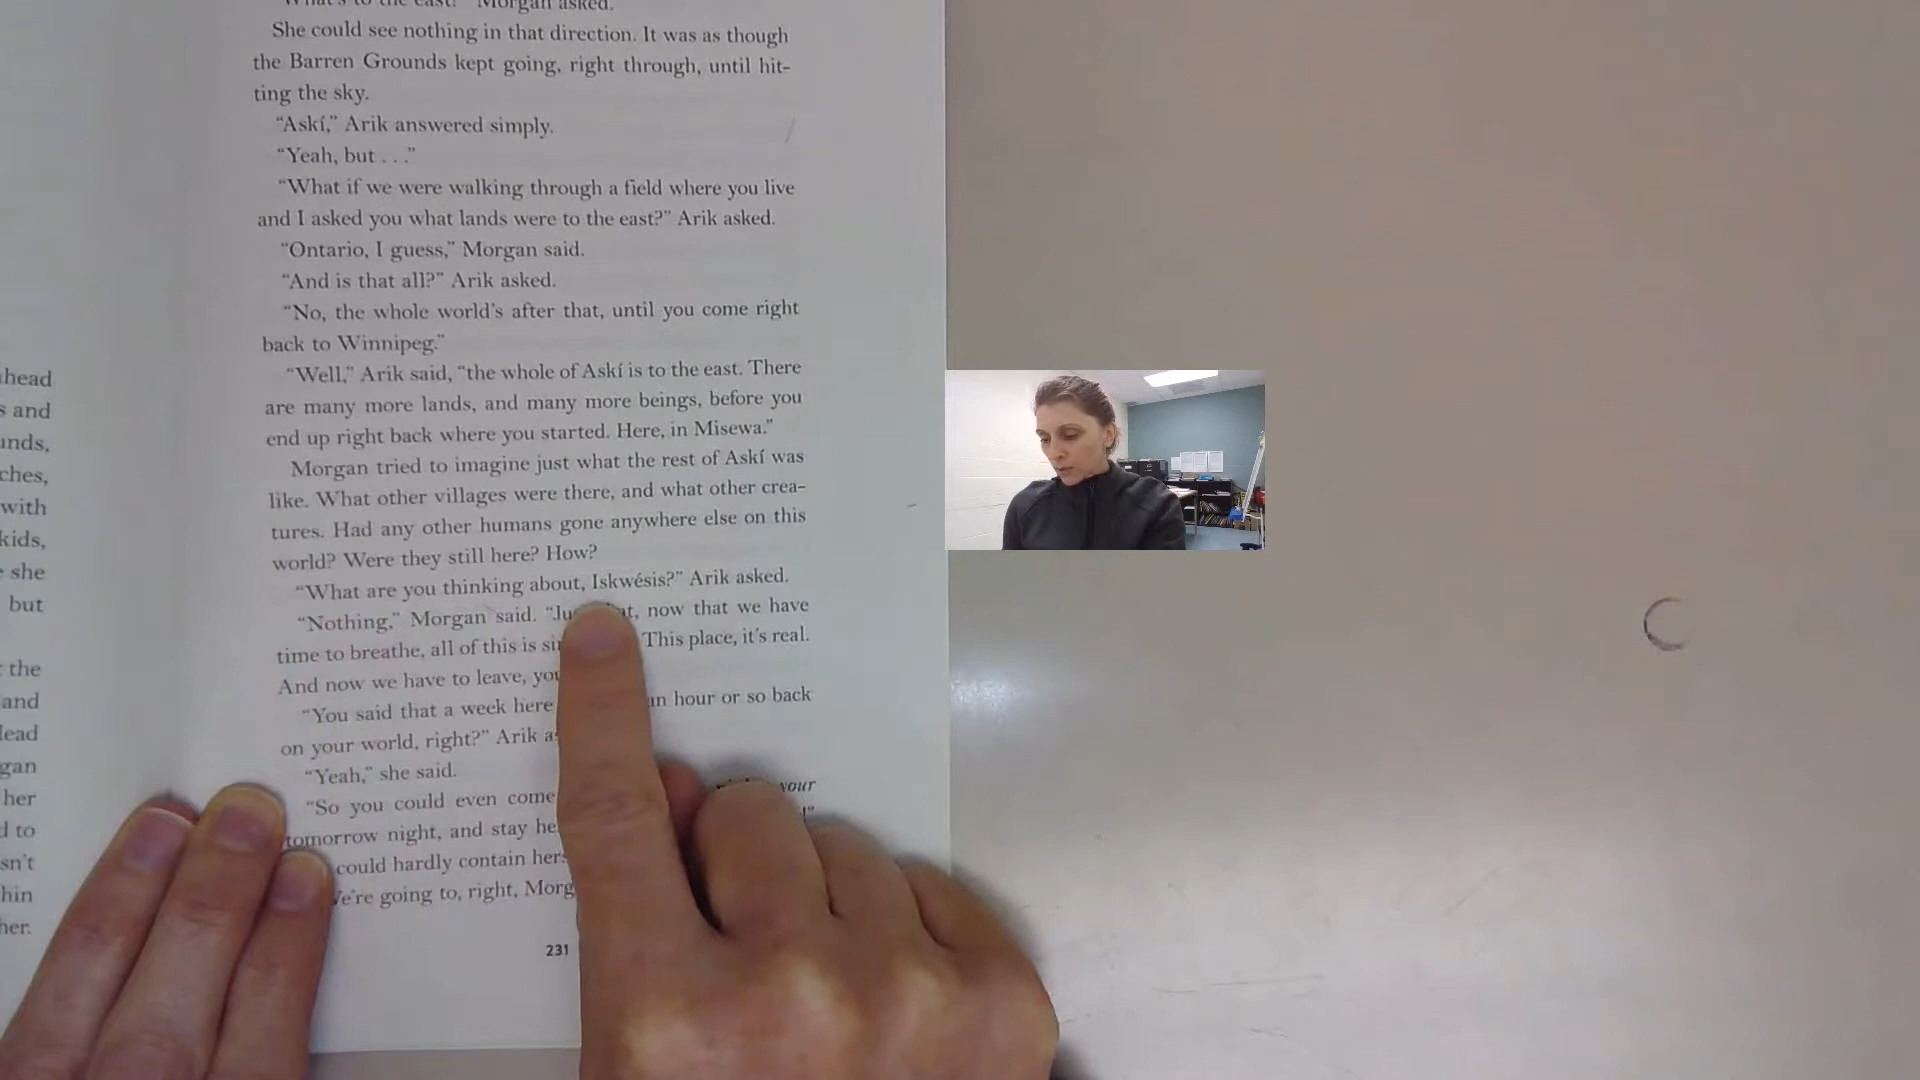 "What's to the east?" Morgan asked.
She could see nothing in that direction. It was as though
the Barren Grounds kept going, right through, until hit-
ting the sky.
"Askí," Arik answered simply.
"Yeah, but . . ."
"What if we were walking through a field where you live
and I asked you what lands were to the east?" Arik asked.
"Ontario, I guess," Morgan said.
"And is that all?" Arik asked.
"No, the whole world's after that, until you come right
back to Winnipeg."
"Well," Arik said, "the whole of Askí is to the east. There
are many more lands, and many more beings, before you
end up right back where you started. Here, in Misewa."
Morgan tried to imagine just what the rest of Askí was
like. What other villages were there, and what other crea-
tures. Had any other humans gone anywhere else on this
world? Were they still here? How?
"What are you thinking about, Iskwésis?" Arik asked.
"Nothing," Morgan said. "Ju t, now that we have
time to breathe, all of this is si This place, it's real.
And now we have to leave, yo
"You said that a week here an hour or so back
on your world, right?" Arik a
"Yeah," she said.
"So you could even come your
tomorrow night, and stay he
could hardly contain her
We're going to, right, Morg
231
head
s and
unds,
ches,
with
kids,
she
but
the
and
lead
gan
her
d to
sn't
hin
her.